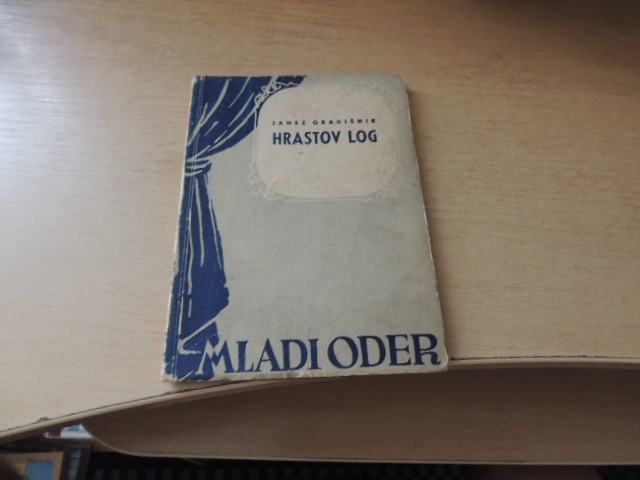 JANEZ GRADIŠNIK
HRASTOV LOG
MLADI ODER